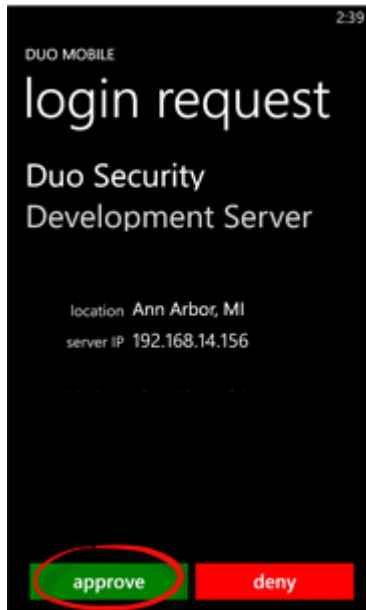 2:39
DUO MOBILE
login request
Duo Security
Development Server
location Ann Arbor, MI
server IP 192.168.14.156
approve deny